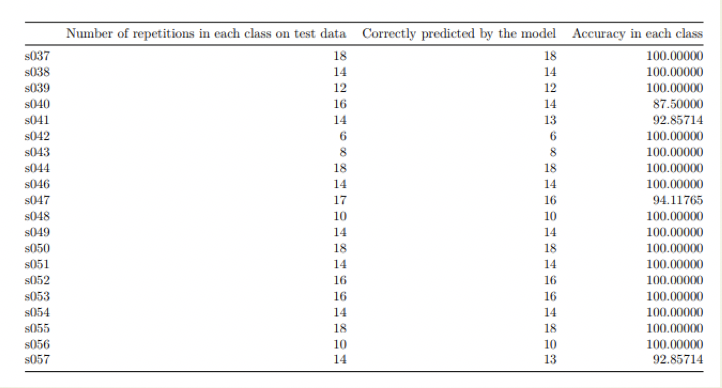 Number of repetitions in each class on test data Correctly predicted by the model Accuracy in each class
s037 18 18 100.00000
s038 14 14 100.00000
s039 12 12 100.00000
s040 16 14 87.50000
s041 14 13 92.85714
s042 6 6 100.00000
s043 8 8 100.00000
s044 18 18 100.00000
s046 14 14 100.00000
s047 17 16 94.11765
s048 10 10 100.00000
s049 14 14 100.00000
s050 18 18 100.00000
s051 14 14 100.00000
s052 16 16 100.00000
s053 16 16 100.00000
s054 14 14 100.00000
s055 18 18 100.00000
s056 10 10 100.00000
s057 14 13 92.85714